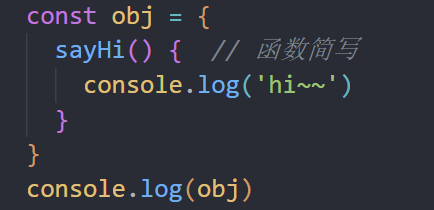 const obj = {
  sayHi() {  // 函数简写
    console.log('hi~~')
  }
}
console.log(obj)